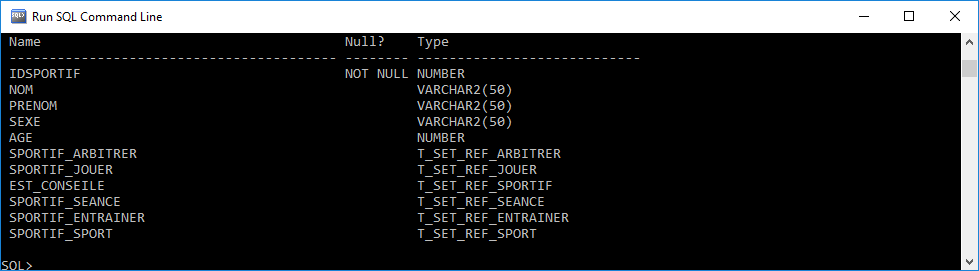 Run SQL Command Line
Name Null? Type
----------------------------------------- -------- ----------------------------
IDSPORTIF NOT NULL NUMBER
NOM VARCHAR2(50)
PRENOM VARCHAR2(50)
SEXE VARCHAR2(50)
AGE NUMBER
SPORTIF_ARBITRER T_SET_REF_ARBITRER
SPORTIF_JOUER T_SET_REF_JOUER
EST_CONSEILE T_SET_REF_SPORTIF
SPORTIF_SEANCE T_SET_REF_SEANCE
SPORTIF_ENTRAINER T_SET_REF_ENTRAINER
SPORTIF_SPORT T_SET_REF_SPORT
SQL>